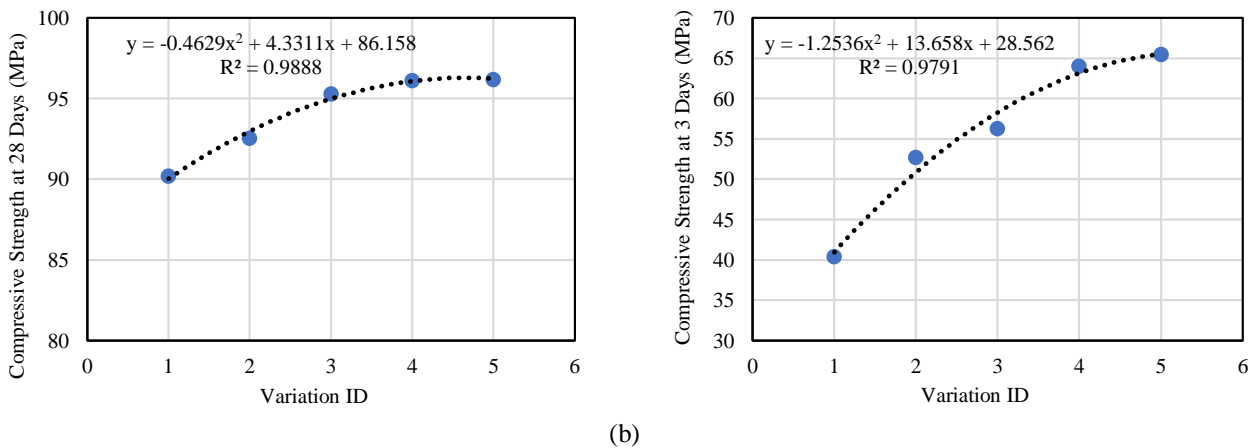 Compressive Strength at 28 Days (MPa)
100
95
90
85
80
y = -0.4629x² + 4.3311x + 86.158
R² = 0.9888
0 1 2 3 4 5 6
Variation ID
Compressive Strength at 3 Days (MPa)
70
65
60
55
50
45
40
35
30
y = -1.2536x² + 13.658x + 28.562
R² = 0.9791
0 1 2 3 4 5 6
Variation ID
(b)